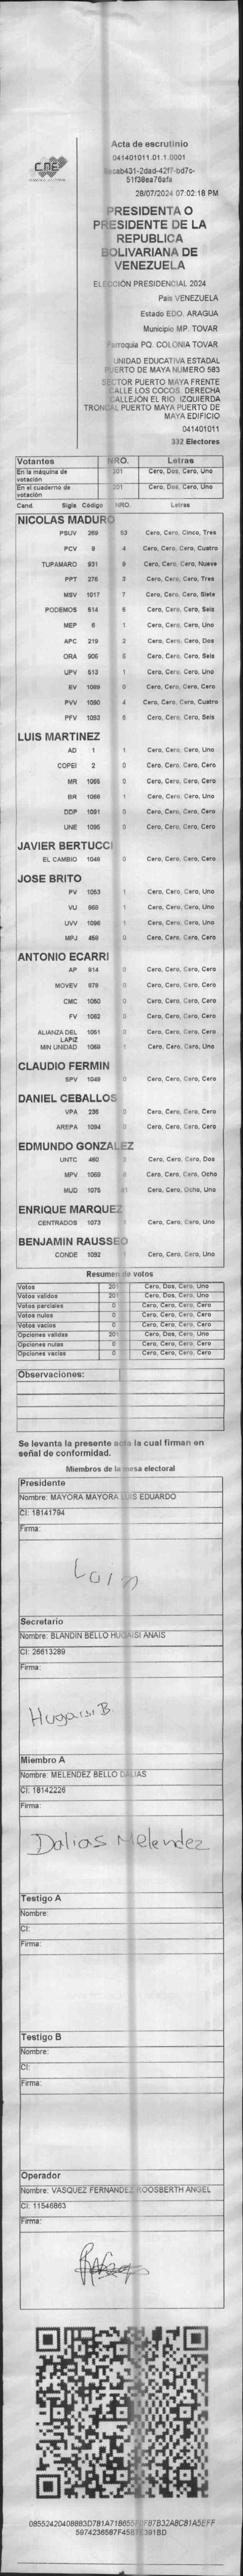 CNE
Acta de escrutinio
041401011.01.1.0001
51f39ea76afa
28/07/2024 07:02:18 PM
PRESIDENTA O
PRESIDENTE DE LA
REPUBLICA
BOLIVARIANA DE
VENEZUELA
ELECCIÓN PRESIDENCIAL 2024
País VENEZUELA
Estado EDO. ARAGUA
Municipio MP. TOVAR
Parroquia PQ. COLONIA TOVAR
UNIDAD EDUCATIVA ESTADAL
PUERTO DE MAYA NUMERO 583
SECTOR PUERTO MAYA FRENTE
CALLE LOS COCOS. DERECHA
CALLEJÓN EL RIO. IZQUIERDA
TRONCAL PUERTO MAYA PUERTO DE
MAYA EDIFICIO
041401011
332 Electores
Votantes NRO. Letras
En la máquina de votación 201 Cero, Dos, Cero, Uno
En el cuaderno de votación 201 Cero, Dos, Cero, Uno
Cand. Sigla Código NRO. Letras
NICOLAS MADURO
PSUV 269 53 Cero, Cero, Cinco, Tres
PCV 9 4 Cero, Cero, Cero, Cuatro
TUPAMARO 931 9 Cero, Cero, Cero, Nueve
PPT 276 3 Cero, Cero, Cero, Tres
MSV 1017 7 Cero, Cero, Cero, Siete
PODEMOS 514 6 Cero, Cero, Cero, Seis
MEP 6 1 Cero, Cero, Cero, Uno
APC 219 2 Cero, Cero, Cero, Dos
ORA 906 6 Cero, Cero, Cero, Seis
UPV 513 1 Cero, Cero, Cero, Uno
EV 1089 0 Cero, Cero, Cero, Cero
PVV 1090 4 Cero, Cero, Cero, Cuatro
PFV 1093 6 Cero, Cero, Cero, Seis
LUIS MARTINEZ
AD 1 1 Cero, Cero, Cero, Uno
COPEI 2 0 Cero, Cero, Cero, Cero
MR 1065 0 Cero, Cero, Cero, Cero
BR 1066 1 Cero, Cero, Cero, Uno
DDP 1091 0 Cero, Cero, Cero, Cero
UNE 1095 0 Cero, Cero, Cero, Cero
JAVIER BERTUCCI
EL CAMBIO 1048 0 Cero, Cero, Cero, Cero
JOSE BRITO
PV 1053 1 Cero, Cero, Cero, Uno
VU 968 1 Cero, Cero, Cero, Uno
UVV 1096 1 Cero, Cero, Cero, Uno
MPJ 458 0 Cero, Cero, Cero, Cero
ANTONIO ECARRI
AP 914 0 Cero, Cero, Cero, Cero
MOVEV 979 0 Cero, Cero, Cero, Cero
CMC 1050 0 Cero, Cero, Cero, Cero
FV 1062 0 Cero, Cero, Cero, Cero
ALIANZA DEL LAPIZ 1061 0 Cero, Cero, Cero, Cero
MIN UNIDAD 1069 1 Cero, Cero, Cero, Uno
CLAUDIO FERMIN
SPV 1049 0 Cero, Cero, Cero, Cero
DANIEL CEBALLOS
VPA 236 0 Cero, Cero, Cero, Cero
AREPA 1094 0 Cero, Cero, Cero, Cero
EDMUNDO GONZALEZ
UNTC 460 Cero, Cero, Cero, Dos
MPV 1069 Cero, Cero, Cero, Ocho
MUD 1075 81 Cero, Cero, Ocho, Uno
ENRIQUE MARQUEZ
CENTRADOS 1073 Cero, Cero, Cero, Uno
BENJAMIN RAUSSEO
CONDE 1092 Cero, Cero, Cero, Uno
Resumen de votos
Votos 201 Cero, Dos, Cero, Uno
Votos validos 201 Cero, Dos, Cero, Uno
Votos parciales 0 Cero, Cero, Cero, Cero
Votos nulos 0 Cero, Cero, Cero, Cero
Votos vacios 0 Cero, Cero, Cero, Cero
Opciones validas 201 Cero, Dos, Cero, Uno
Opciones nulas 0 Cero, Cero, Cero, Cero
Opciones vacias 0 Cero, Cero, Cero, Cero
Observaciones:
Se levanta la presente acta la cual firman en
señal de conformidad.
Miembros de la mesa electoral
Presidente
Nombre: MAYORA MAYORA LUIS EDUARDO
CI: 18141794
Firma:
Secretario
Nombre: BLANDIN BELLO HUGAISI ANAIS
CI: 26613289
Firma:
Hugaisi B.
Miembro A
Nombre: MELENDEZ BELLO DALIAS
CI: 18142226
Firma:
Dalias Melendez
Testigo A
Nombre:
CI:
Firma:
Testigo B
Nombre:
CI:
Firma:
Operador
Nombre: VASQUEZ FERNANDEZ ROOSBERTH ANGEL
CI: 11546863
Firma: